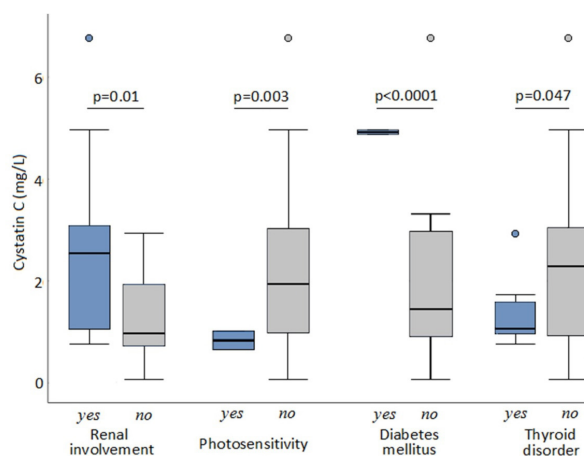 p=0.01
p=0.003
p<0.0001
p=0.047
Cystatin C (mg/L)
6
4
2
0
yes no yes no yes no yes no
Renal involvement
Photosensitivity
Diabetes mellitus
Thyroid disorder